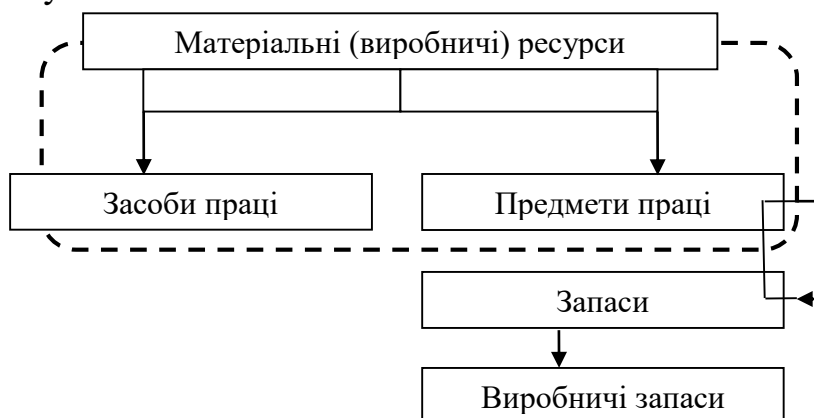 Матеріальні (виробничі) ресурси
Засоби праці
Предмети праці
Запаси
Виробничі запаси